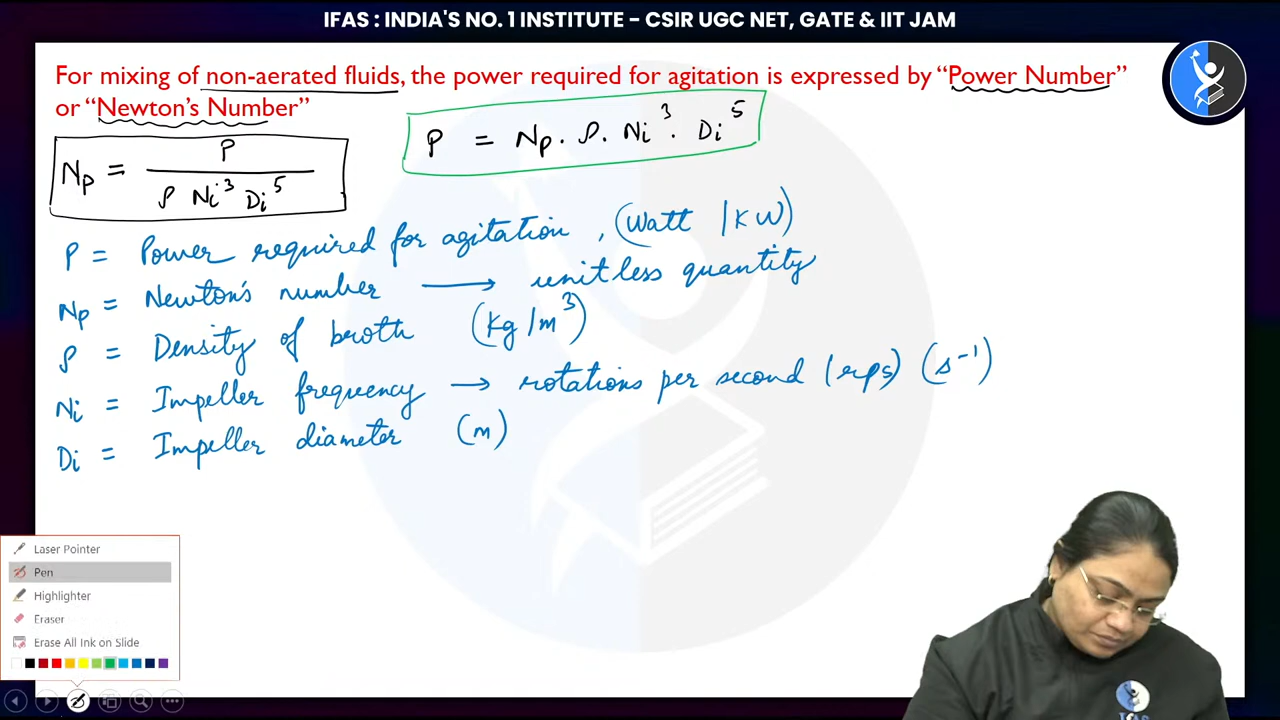 IFAS : INDIA'S NO. 1 INSTITUTE - CSIR UGC NET, GATE & IIT JAM
For mixing of non-aerated fluids, the power required for agitation is expressed by “Power Number”
or “Newton’s Number”
Np = P / ρ Ni³ Di⁵
P = Np . ρ. Ni³. Di⁵
P = Power required for agitation , (Watt / KW)
Np = Newton's number → unitless quantity
ρ = Density of broth (Kg/m³)
Ni = Impeller frequency → rotations per second (rps) (s⁻¹)
Di = Impeller diameter (m)
Laser Pointer
Pen
Highlighter
Eraser
Erase All Ink on Slide
IFAS